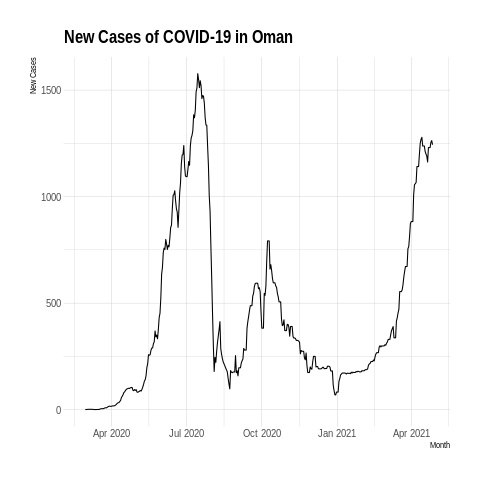 New Cases of COVID-19 in Oman
New Cases
1500
1000
500
0
Apr 2020 Jul 2020 Oct 2020 Jan 2021 Apr 2021
Month